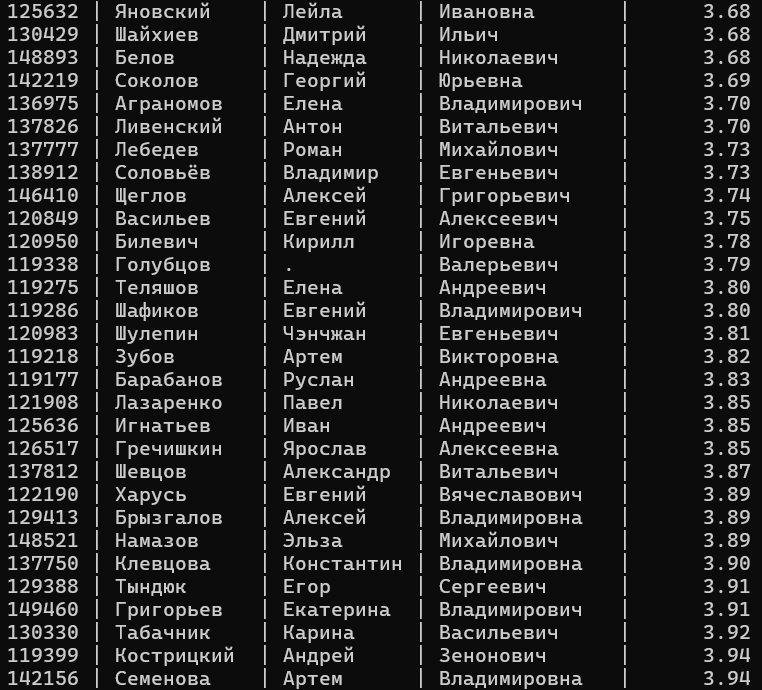 125632 | Яновский | Лейла | Ивановна | 3.68
130429 | Шайхиев | Дмитрий | Ильич | 3.68
148893 | Белов | Надежда | Николаевич | 3.68
142219 | Соколов | Георгий | Юрьевна | 3.69
136975 | Аграномов | Елена | Владимирович | 3.70
137826 | Ливенский | Антон | Витальевич | 3.70
137777 | Лебедев | Роман | Михайлович | 3.73
138912 | Соловьёв | Владимир | Евгеньевич | 3.73
146410 | Щеглов | Алексей | Григорьевич | 3.74
120849 | Васильев | Евгений | Алексеевич | 3.75
120950 | Билевич | Кирилл | Игоревна | 3.78
119338 | Голубцов | . | Валерьевич | 3.79
119275 | Теляшов | Елена | Андреевич | 3.80
119286 | Шафиков | Евгений | Владимирович | 3.80
120983 | Шулепин | Чэнчжан | Евгеньевич | 3.81
119218 | Зубов | Артем | Викторовна | 3.82
119177 | Барабанов | Руслан | Андреевна | 3.83
121908 | Лазаренко | Павел | Николаевич | 3.85
125636 | Игнатьев | Иван | Андреевич | 3.85
126517 | Гречишкин | Ярослав | Алексеевна | 3.85
137812 | Шевцов | Александр | Витальевич | 3.87
122190 | Харусь | Евгений | Вячеславович | 3.89
129413 | Брызгалов | Алексей | Владимировна | 3.89
148521 | Намазов | Эльза | Михайлович | 3.89
137750 | Клевцова | Константин | Владимировна | 3.90
129388 | Тындюк | Егор | Сергеевич | 3.91
149460 | Григорьев | Екатерина | Владимирович | 3.91
130330 | Табачник | Карина | Васильевич | 3.92
119399 | Кострицкий | Андрей | Зенонович | 3.94
142156 | Семенова | Артем | Владимировна | 3.94